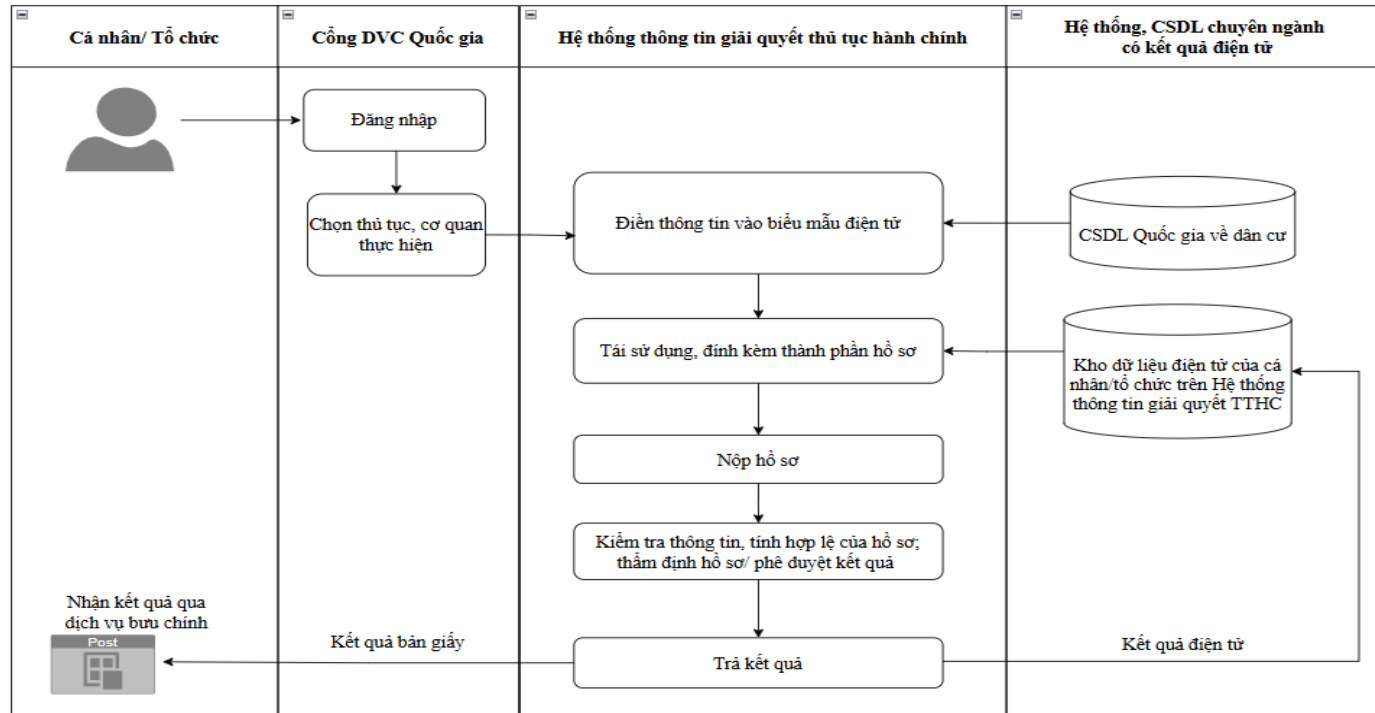 Cá nhân/ Tổ chức
Cổng DVC Quốc gia
Hệ thống thông tin giải quyết thủ tục hành chính
Hệ thống, CSDL chuyên ngành
có kết quả điện tử
Đăng nhập
Chọn thủ tục, cơ quan
thực hiện
Điền thông tin vào biểu mẫu điện tử
CSDL Quốc gia về dân cư
Tái sử dụng, đính kèm thành phần hồ sơ
Kho dữ liệu điện tử của cá
nhân/tổ chức trên Hệ thống
thông tin giải quyết TTHC
Nộp hồ sơ
Kiểm tra thông tin, tính hợp lệ của hồ sơ;
thẩm định hồ sơ/ phê duyệt kết quả
Nhận kết quả qua
dịch vụ bưu chính
Post
Kết quả bản giấy
Trả kết quả
Kết quả điện tử